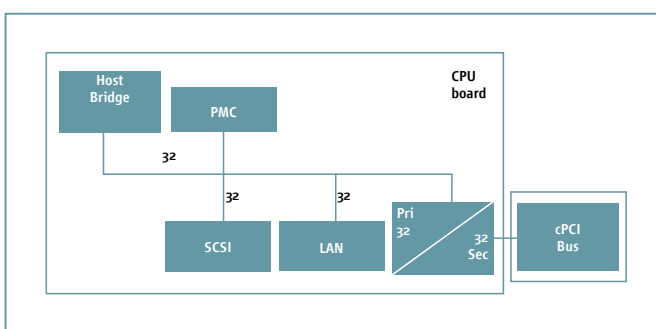 Host
Bridge
CPU
board
PMC
32
32
32
SCSI
LAN
Pri
32
32
Sec
cPCI
Bus